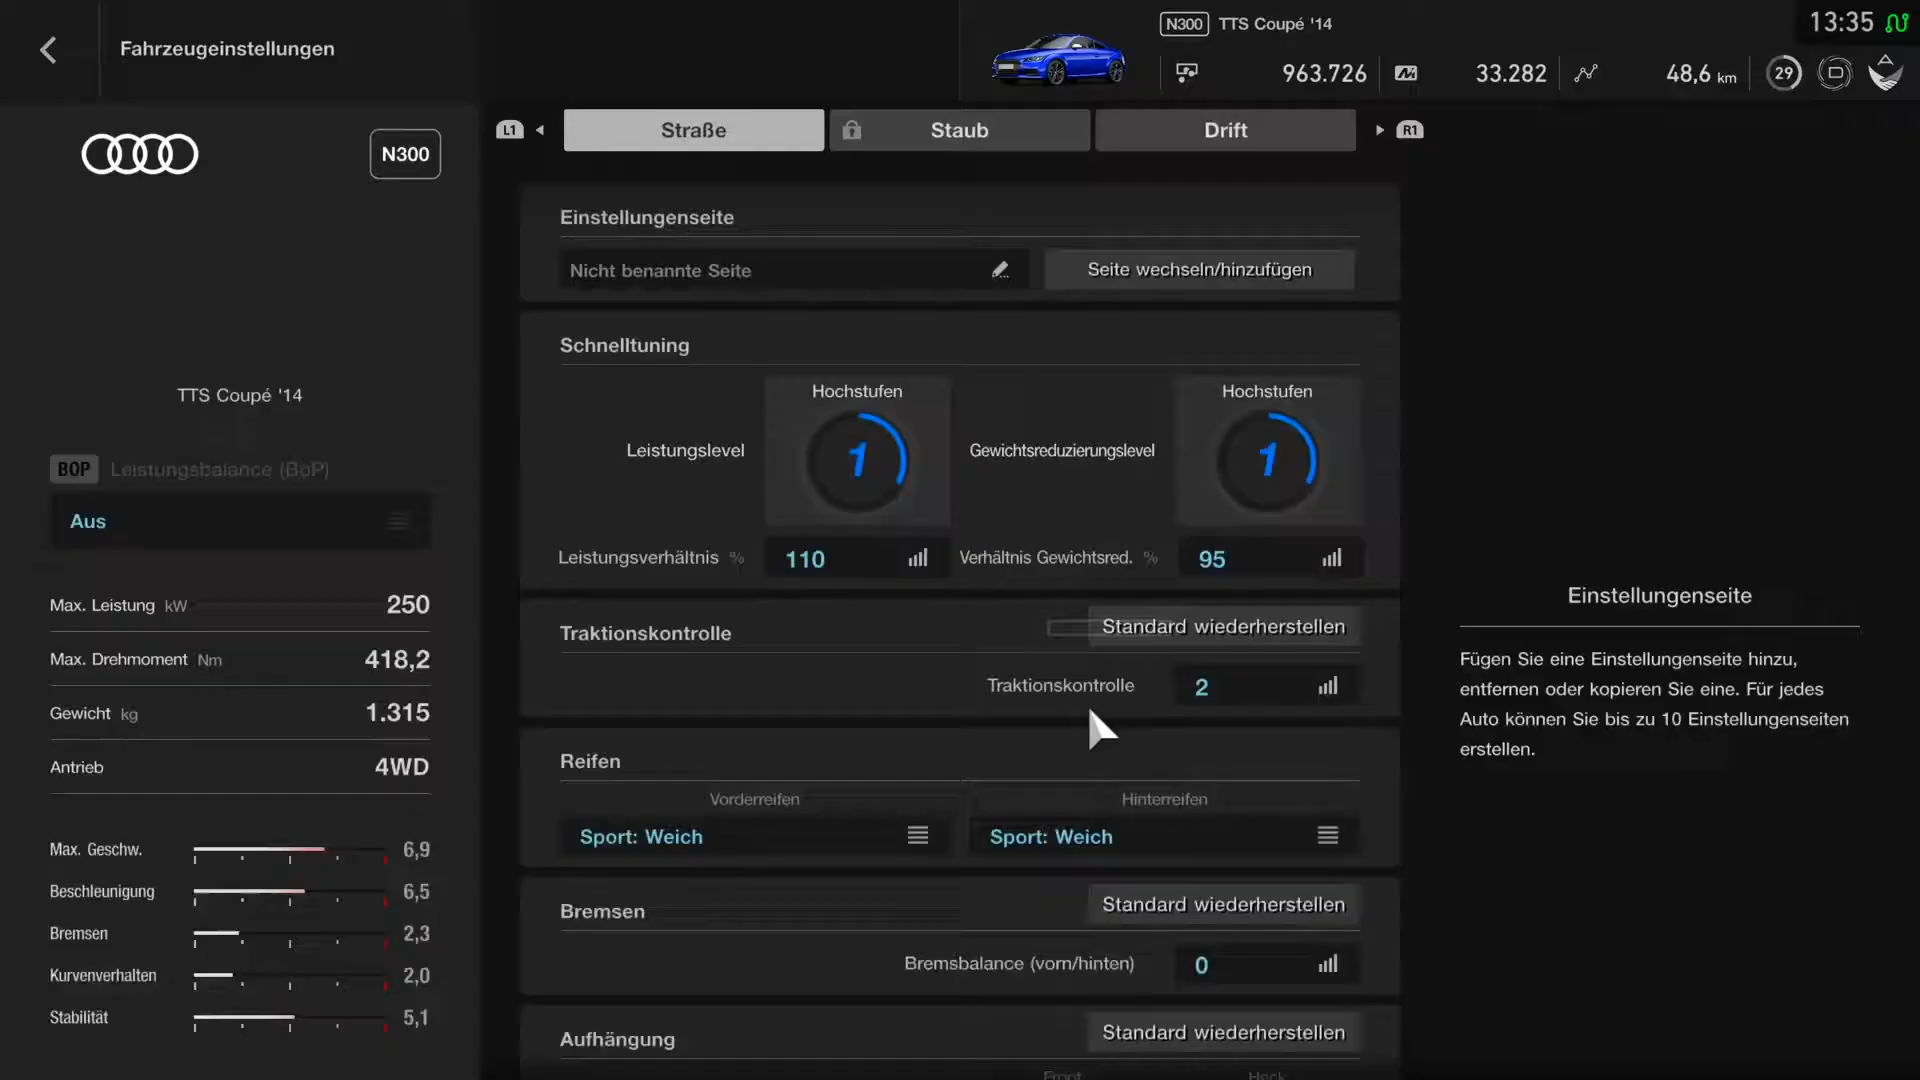 Fahrzeugeinstellungen
N300 TTS Coupé '14
963.726 33.282 48,6 km 29
13:35
N300
L1 Straße Staub Drift R1
Einstellungenseite
Nicht benannte Seite
Seite wechseln/hinzufügen
Schnelltuning
Hochstufen
Hochstufen
Leistungslevel 1
Gewichtsreduzierungslevel 1
Leistungsverhältnis % 110
Verhältnis Gewichtsred. % 95
Traktionskontrolle
Standard wiederherstellen
Traktionskontrolle 2
Reifen
Vorderreifen Hinterreifen
Sport: Weich Sport: Weich
Bremsen
Standard wiederherstellen
Bremsbalance (vorn/hinten) 0
Aufhängung
Standard wiederherstellen
Front Heck
TTS Coupé '14
BOP Leistungsbalance (BoP)
Aus
Max. Leistung kW 250
Max. Drehmoment Nm 418,2
Gewicht kg 1.315
Antrieb 4WD
Max. Geschw. 6,9
Beschleunigung 6,5
Bremsen 2,3
Kurvenverhalten 2,0
Stabilität 5,1
Einstellungenseite
Fügen Sie eine Einstellungenseite hinzu,
entfernen oder kopieren Sie eine. Für jedes
Auto können Sie bis zu 10 Einstellungenseiten
erstellen.